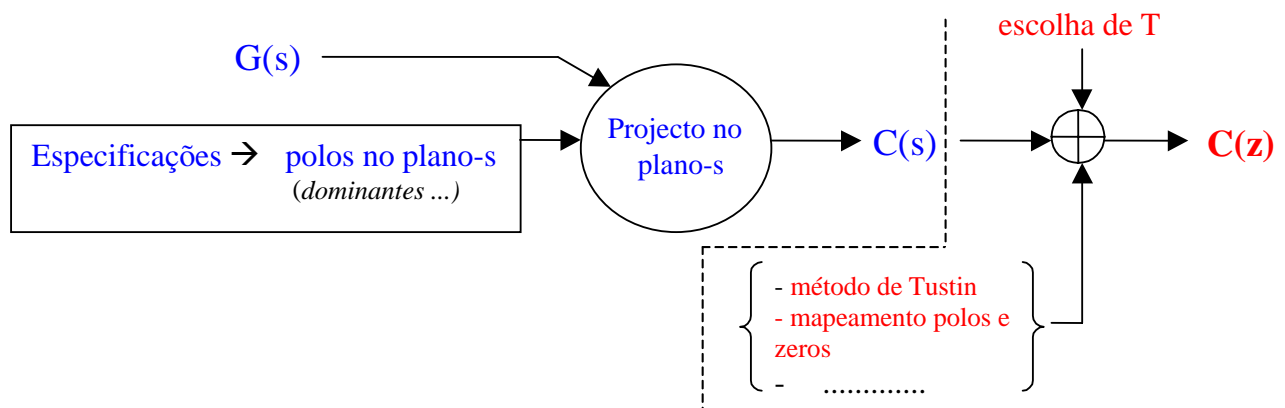 escolha de T
G(s)
Especificações → polos no plano-s
(dominantes ...)
Projecto no
plano-s
C(s)
C(z)
- método de Tustin
- mapeamento polos e
zeros
- .............